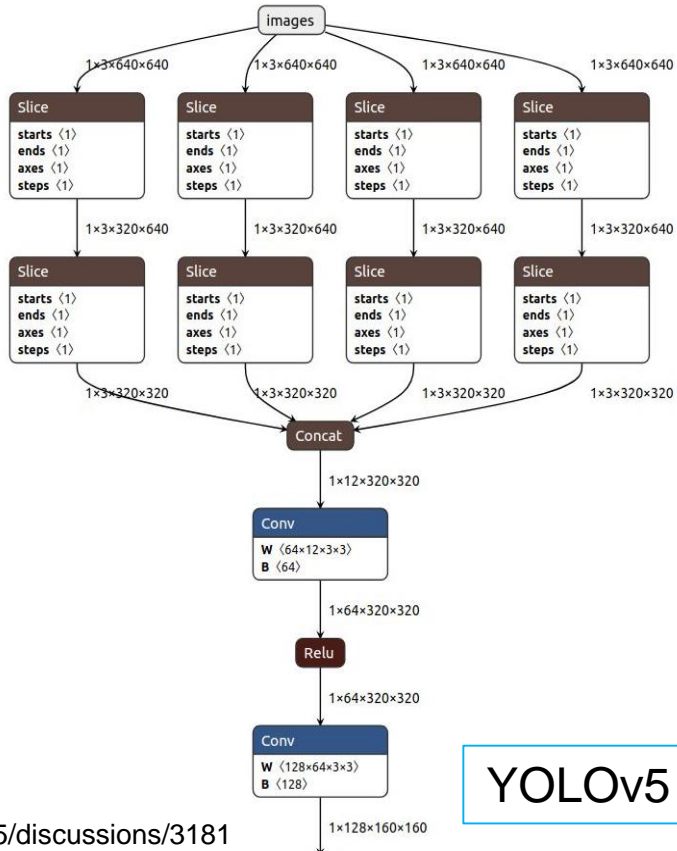 images
1×3×640×640 1×3×640×640 1×3×640×640 1×3×640×640
Slice Slice Slice Slice
starts 〈1〉 starts 〈1〉 starts 〈1〉 starts 〈1〉
ends 〈1〉 ends 〈1〉 ends 〈1〉 ends 〈1〉
axes 〈1〉 axes 〈1〉 axes 〈1〉 axes 〈1〉
steps 〈1〉 steps 〈1〉 steps 〈1〉 steps 〈1〉
1×3×320×640 1×3×320×640 1×3×320×640 1×3×320×640
Slice Slice Slice Slice
starts 〈1〉 starts 〈1〉 starts 〈1〉 starts 〈1〉
ends 〈1〉 ends 〈1〉 ends 〈1〉 ends 〈1〉
axes 〈1〉 axes 〈1〉 axes 〈1〉 axes 〈1〉
steps 〈1〉 steps 〈1〉 steps 〈1〉 steps 〈1〉
1×3×320×320 1×3×320×320 1×3×320×320 1×3×320×320
Concat
1×12×320×320
Conv
W 〈64×12×3×3〉
B 〈64〉
1×64×320×320
Relu
1×64×320×320
Conv
W 〈128×64×3×3〉
B 〈128〉
YOLOv5
1×128×160×160
5/discussions/3181